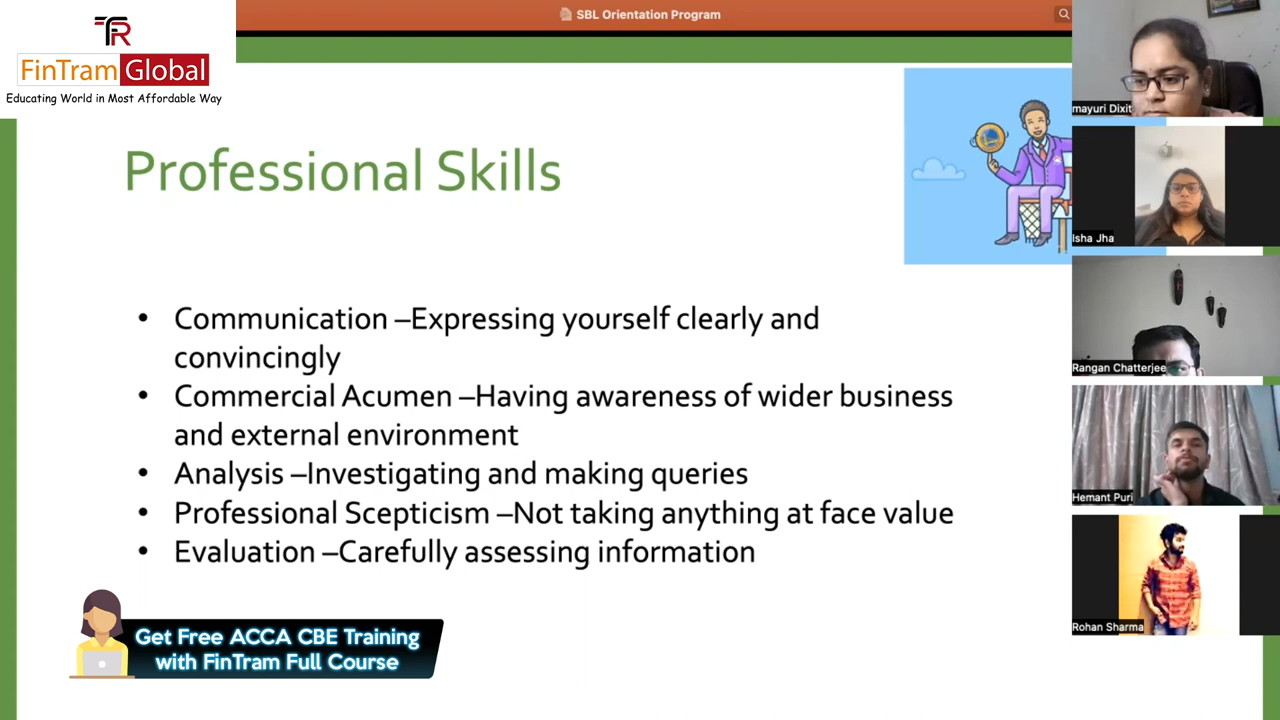 SBL Orientation Program
TR
FinTram Global
Educating World in Most Affordable Way
Professional Skills
• Communication –Expressing yourself clearly and
convincingly
• Commercial Acumen –Having awareness of wider business
and external environment
• Analysis –Investigating and making queries
• Professional Scepticism –Not taking anything at face value
• Evaluation –Carefully assessing information
Get Free ACCA CBE Training
with FinTram Full Course
mayuri Dixit
Isha Jha
Rangan Chatterjee
Hemant Puri
Rohan Sharma